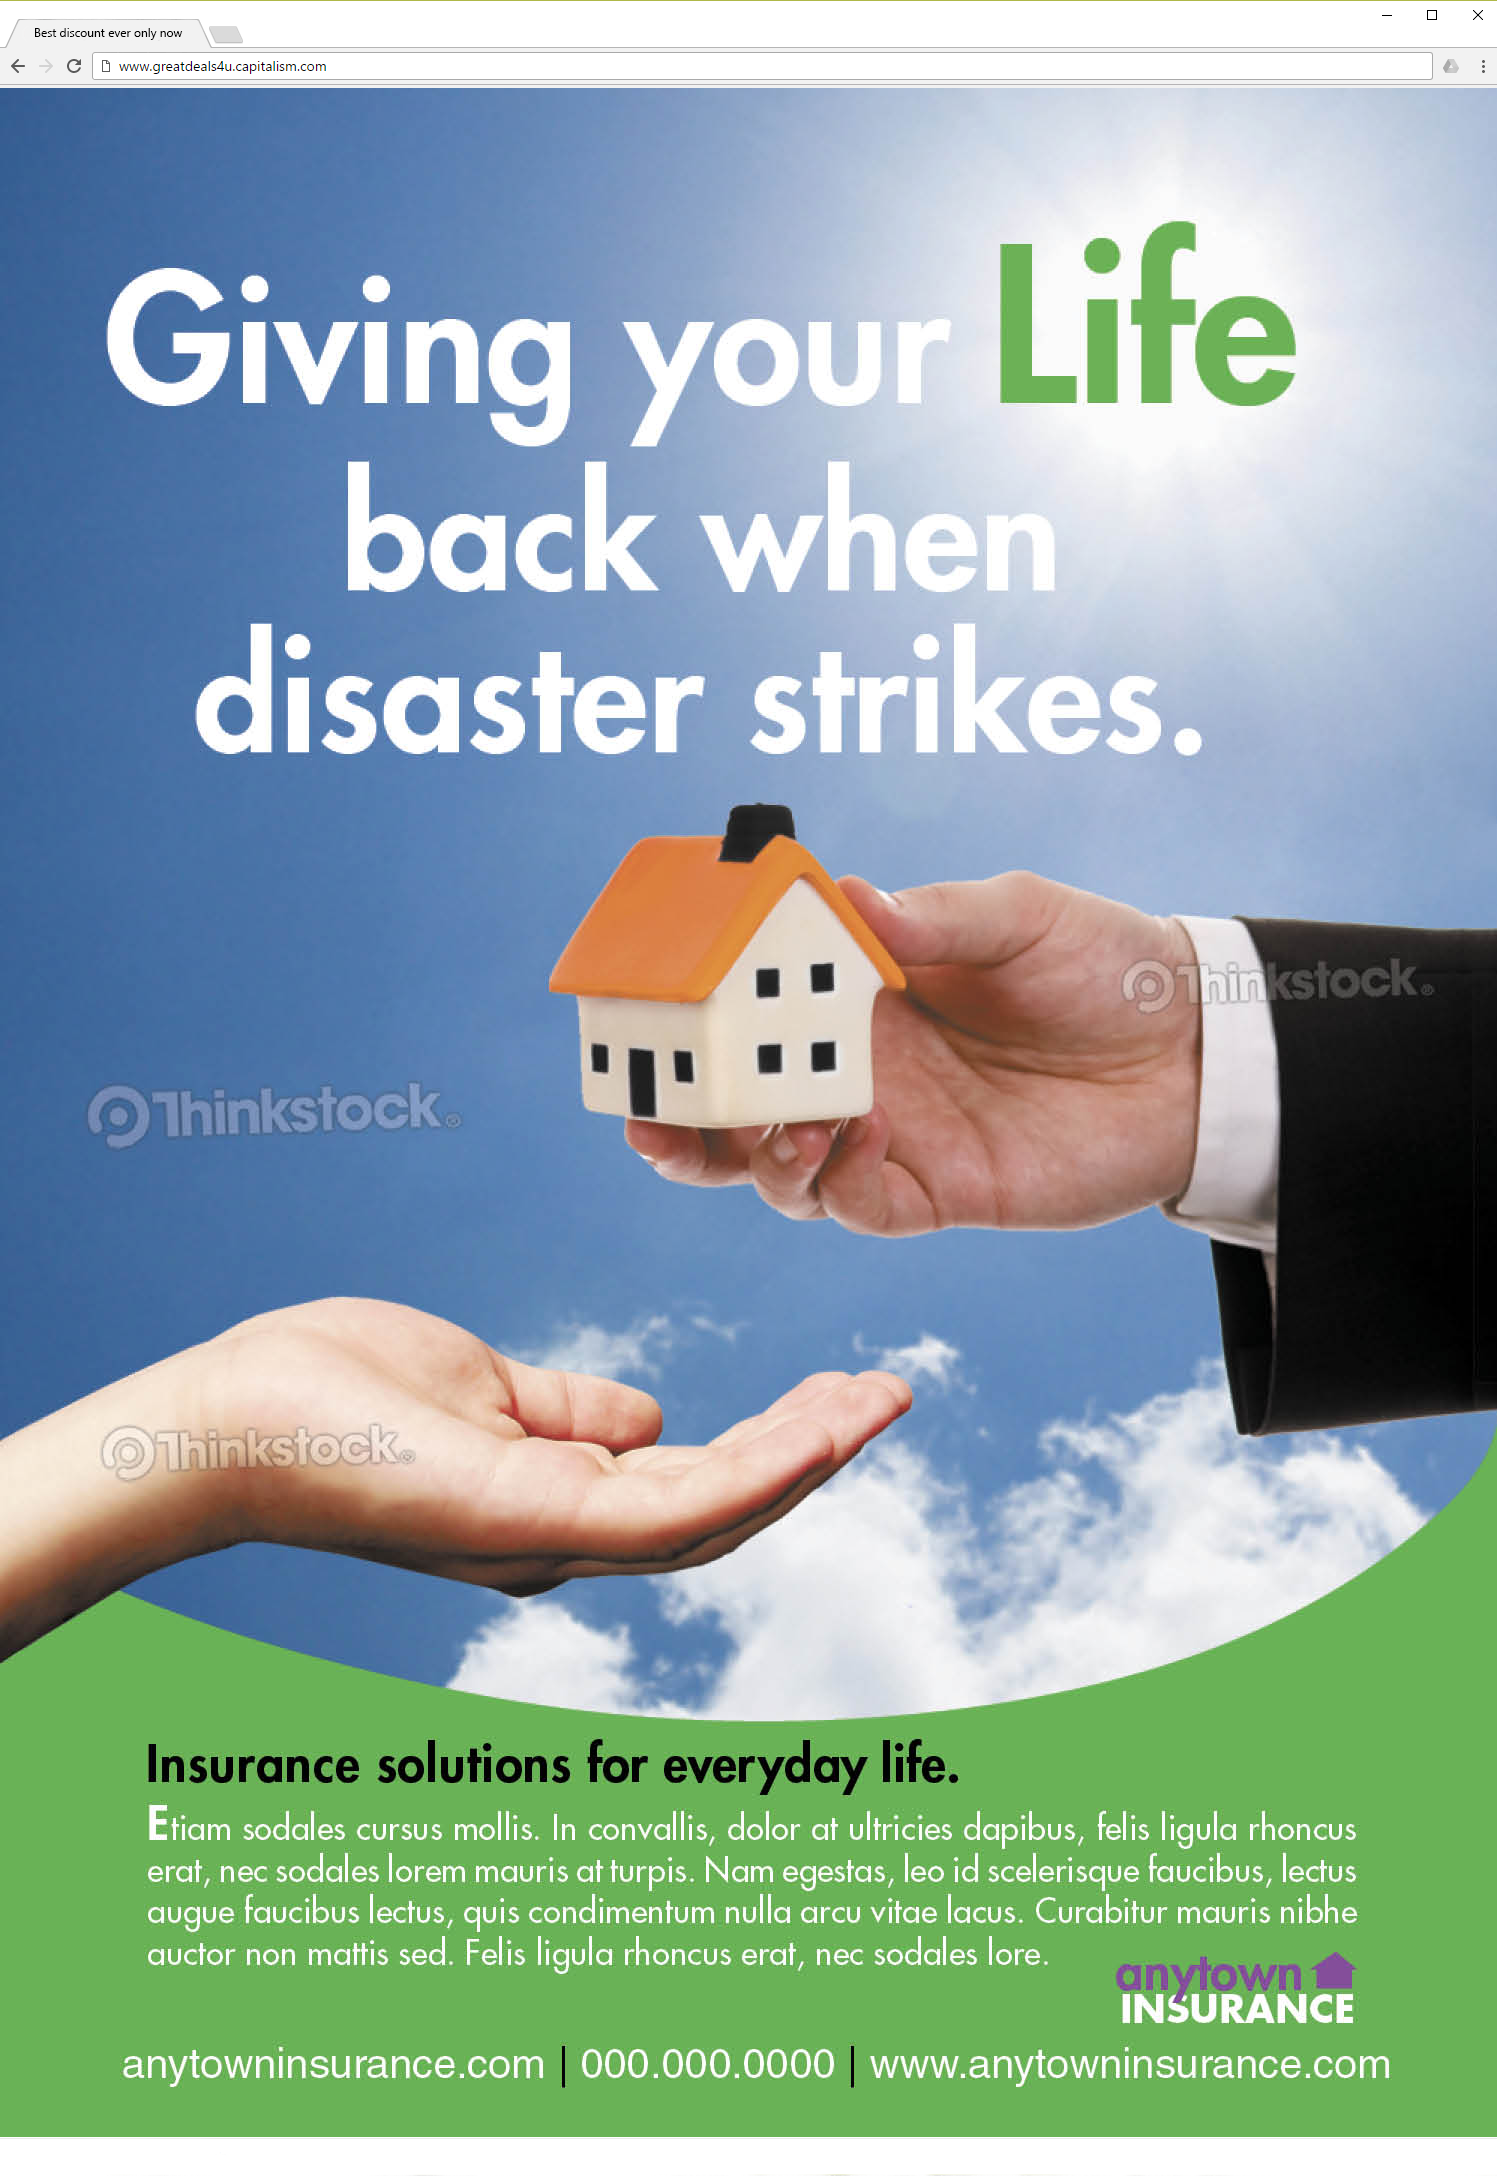 Best discount ever only now
www.greatdeals4u.capitalism.com
Giving your Life
back when
disaster strikes.
Thinkstock®
Thinkstock®
Thinkstock®
Insurance solutions for everyday life.
Etiam sodales cursus mollis. In convallis, dolor at ultricies dapibus, felis ligula rhoncus
erat, nec sodales lorem mauris at turpis. Nam egestas, leo id scelerisque faucibus, lectus
augue faucibus lectus, quis condimentum nulla arcu vitae lacus. Curabitur mauris nibhe
auctor non mattis sed. Felis ligula rhoncus erat, nec sodales lore.
anytown
INSURANCE
anytowninsurance.com | 000.000.0000 | www.anytowninsurance.com